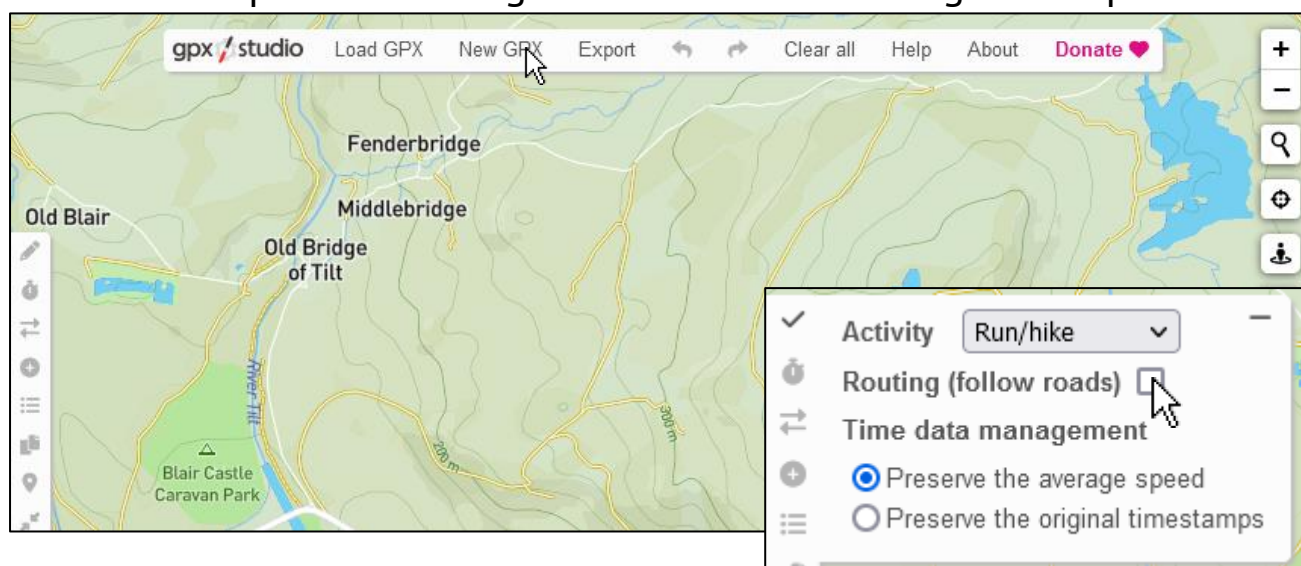 gpx studio Load GPX New GPX Export Clear all Help About Donate
Fenderbridge
Old Blair
Middlebridge
Old Bridge
of Tilt
River Tilt
200 m
300 m
Blair Castle
Caravan Park
Activity Run/hike
Routing (follow roads)
Time data management
Preserve the average speed
Preserve the original timestamps